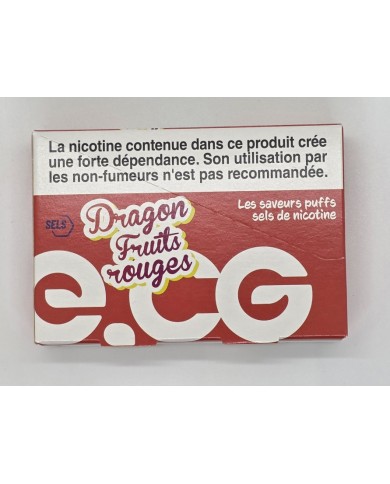 La nicotine contenue dans ce produit crée
une forte dépendance. Son utilisation par
les non-fumeurs n'est pas recommandée.
Les saveurs puffs
sels de nicotine
SELS
Dragon
Fruits
rouges
e.CG